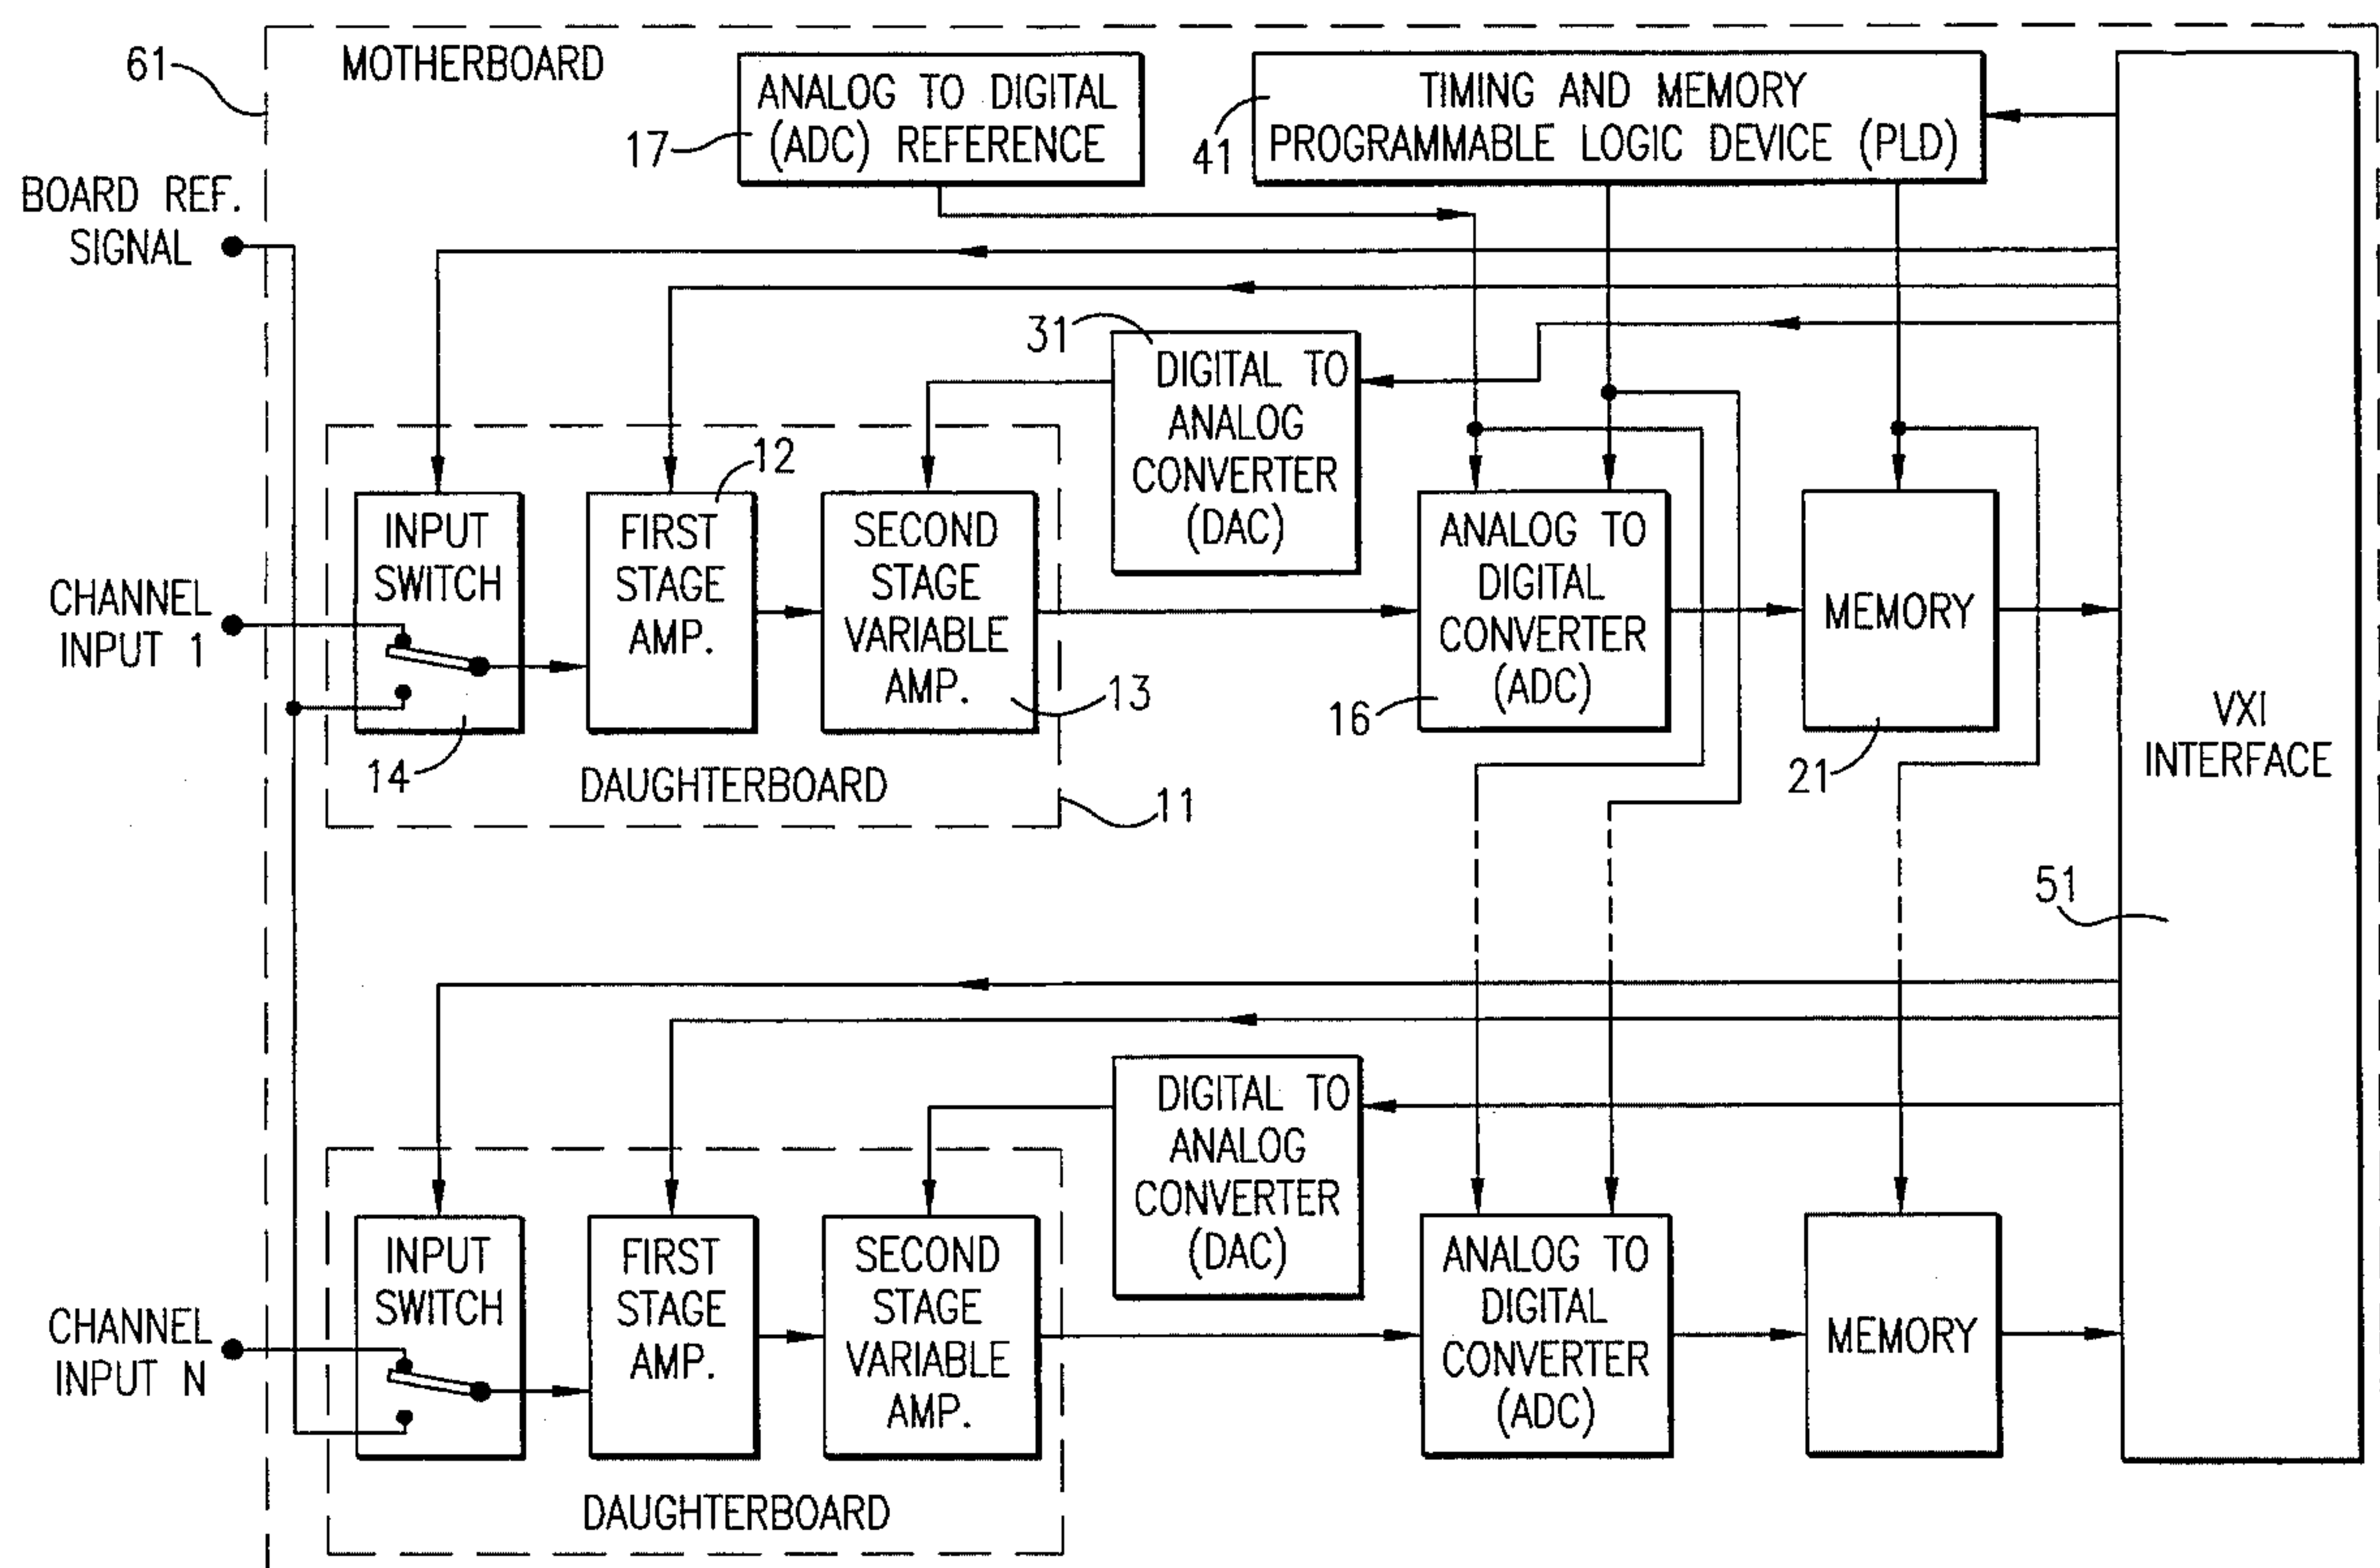 61
MOTHERBOARD
ANALOG TO DIGITAL
(ADC) REFERENCE
17
TIMING AND MEMORY
PROGRAMMABLE LOGIC DEVICE (PLD)
41
BOARD REF.
SIGNAL
31
DIGITAL TO
ANALOG
CONVERTER
(DAC)
12
INPUT
SWITCH
14
FIRST
STAGE
AMP.
SECOND
STAGE
VARIABLE
AMP.
13
ANALOG TO
DIGITAL
CONVERTER
(ADC)
16
MEMORY
21
VXI
INTERFACE
51
CHANNEL
INPUT 1
DAUGHTERBOARD
11
DIGITAL TO
ANALOG
CONVERTER
(DAC)
INPUT
SWITCH
FIRST
STAGE
AMP.
SECOND
STAGE
VARIABLE
AMP.
ANALOG TO
DIGITAL
CONVERTER
(ADC)
MEMORY
CHANNEL
INPUT N
DAUGHTERBOARD